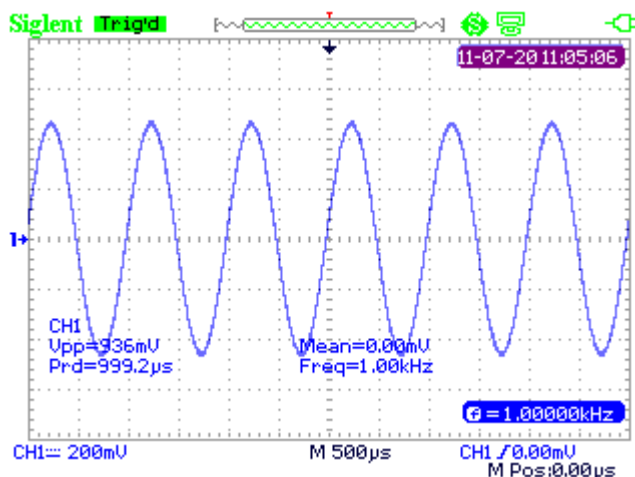 Siglent Trig'd
11-07-20 11:05:06
1
CH1
Vpp=936mV Mean=0.00mV
Prd=999.2µs Freq=1.00kHz
f = 1.00000kHz
CH1 200mV M 500µs CH1 0.00mV
M Pos:0.00µs